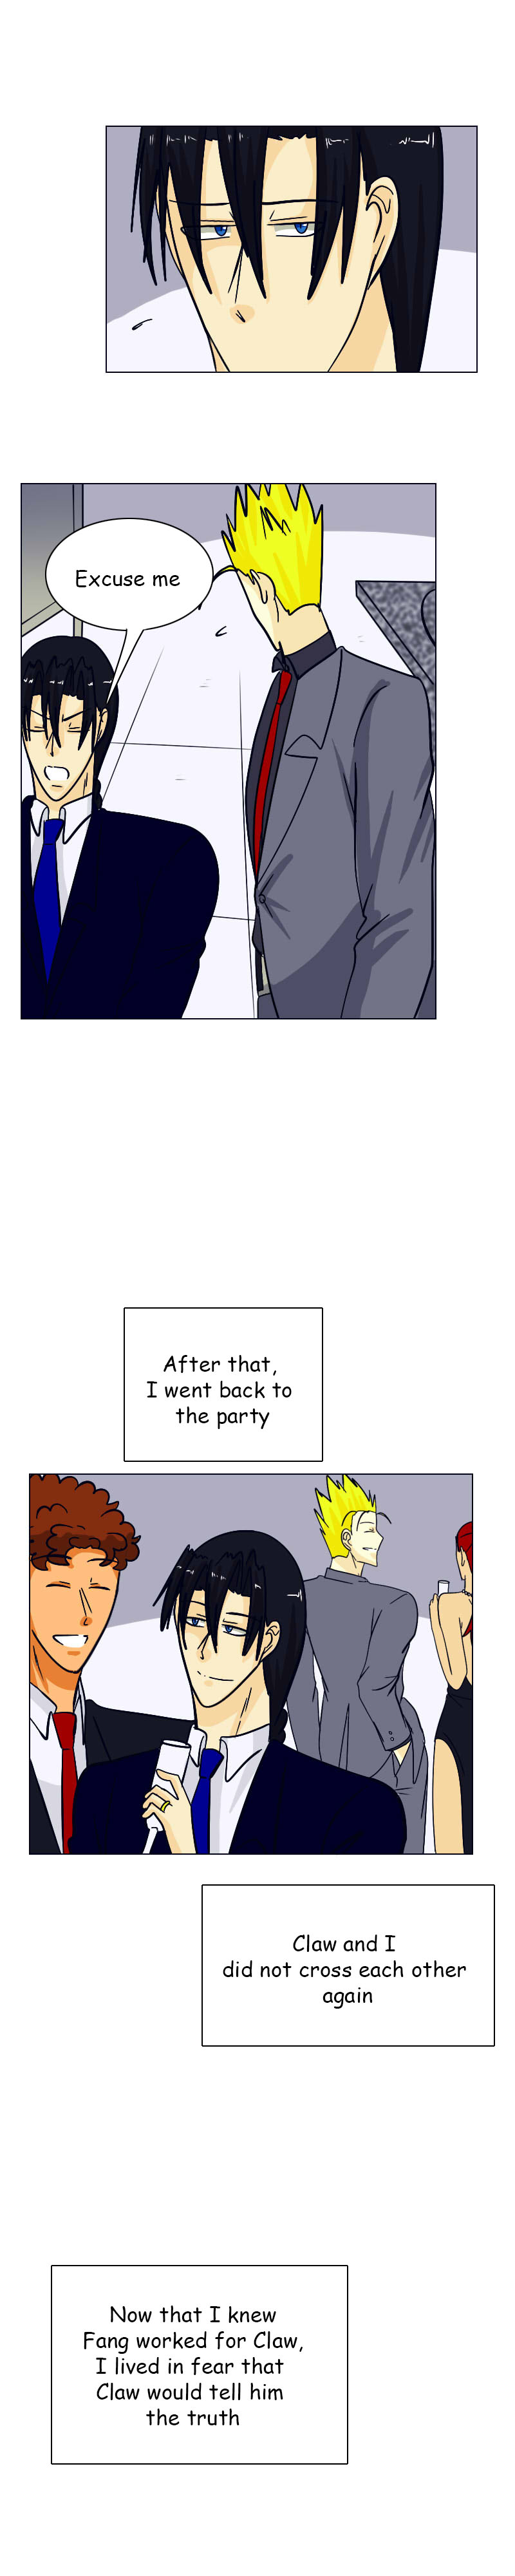 Excuse me
After that,
I went back to
the party
Claw and I
did not cross each other
again
Now that I knew
Fang worked for Claw,
I lived in fear that
Claw would tell him
the truth